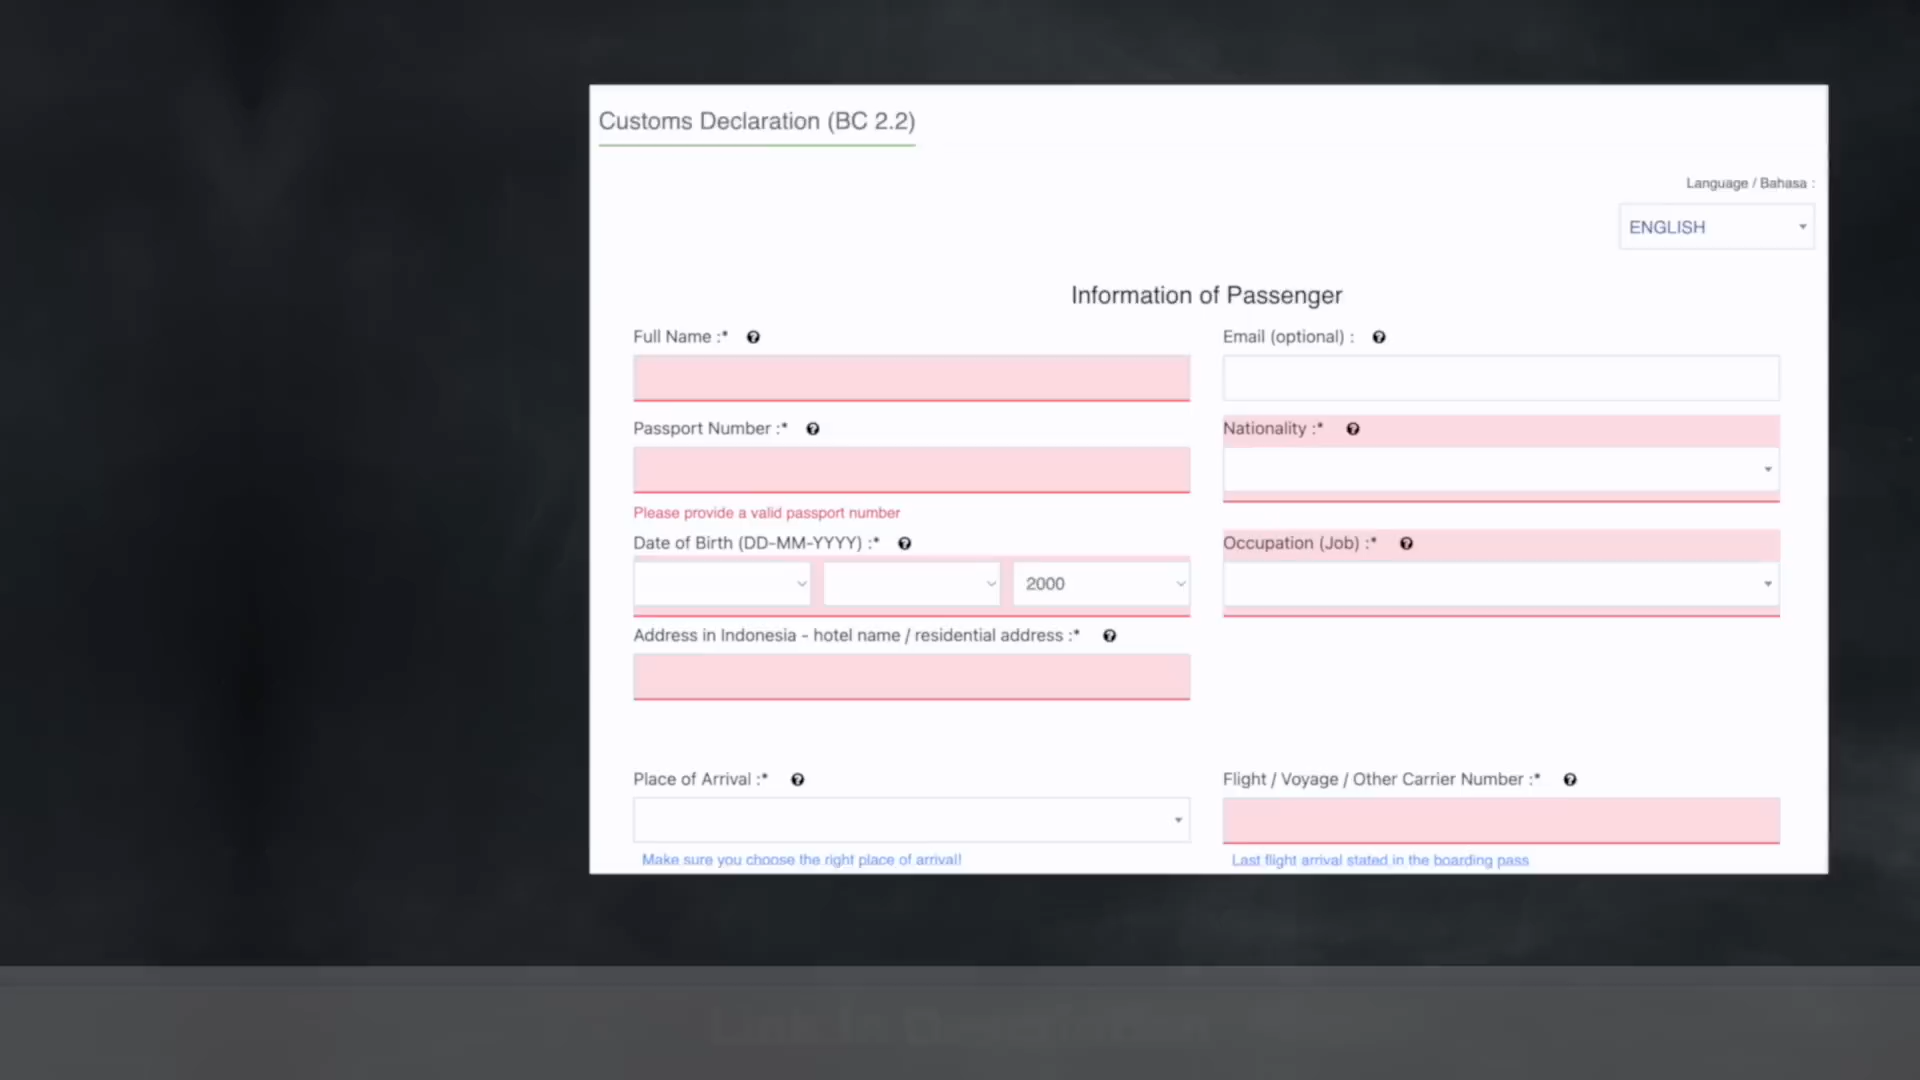 Customs Declaration (BC 2.2)
Language / Bahasa :
ENGLISH
Information of Passenger
Full Name :*
Email (optional) :
Passport Number :*
Nationality :*
Please provide a valid passport number
Date of Birth (DD-MM-YYYY) :*
Occupation (Job) :*
2000
Address in Indonesia - hotel name / residential address :*
Place of Arrival :*
Flight / Voyage / Other Carrier Number :*
Make sure you choose the right place of arrival!
Last flight arrival stated in the boarding pass